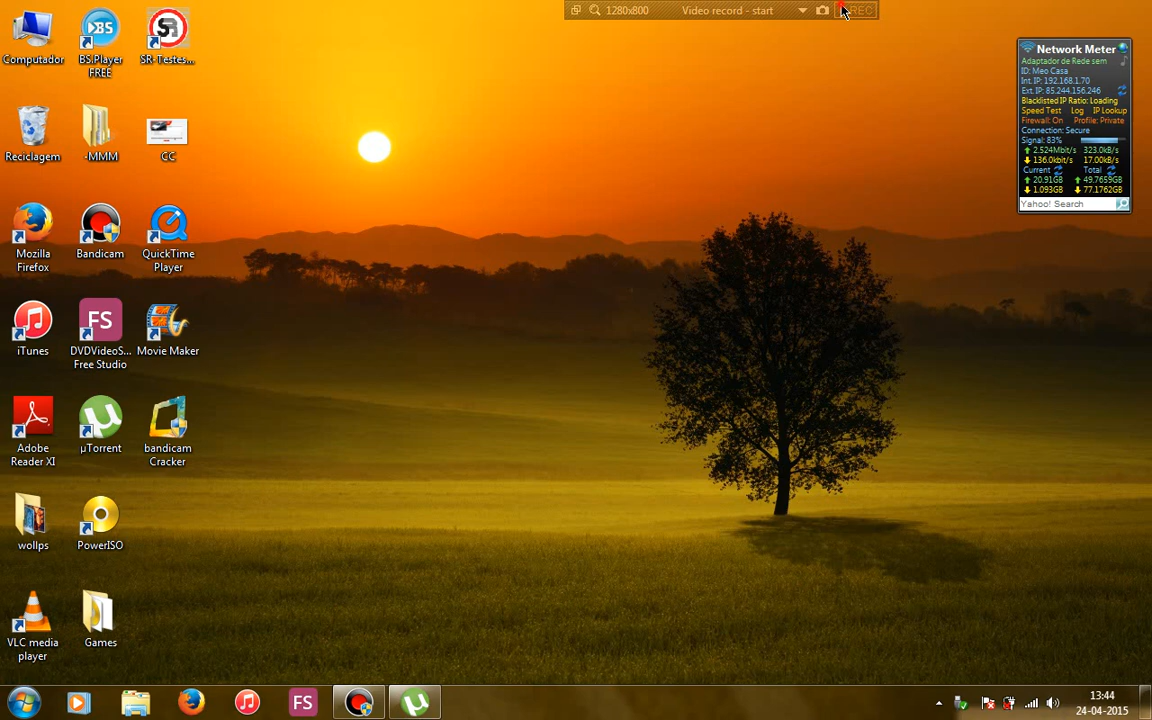 1280x800 Video record - start REC
Computador
BS.Player FREE
SR-Testes...
Reciclagem
-MMM
CC
Mozilla Firefox
Bandicam
QuickTime Player
iTunes
DVDVideoS... Free Studio
Movie Maker
Adobe Reader XI
µTorrent
bandicam Cracker
wollps
PowerISO
VLC media player
Games
Network Meter
Adaptador de Rede sem
ID: Meo Casa
Int. IP: 192.168.1.70
Ext. IP: 85.244.156.246
Blacklisted IP Ratio: Loading
Speed Test Log IP Lookup
Firewall: On Profile: Private
Connection: Secure
Signal: 83%
2.524Mbit/s 323.0kB/s
136.0kbit/s 17.00kB/s
Current Total
20.91GB 49.7659GB
1.093GB 77.1762GB
Yahoo! Search
FS
13:44
24-04-2015